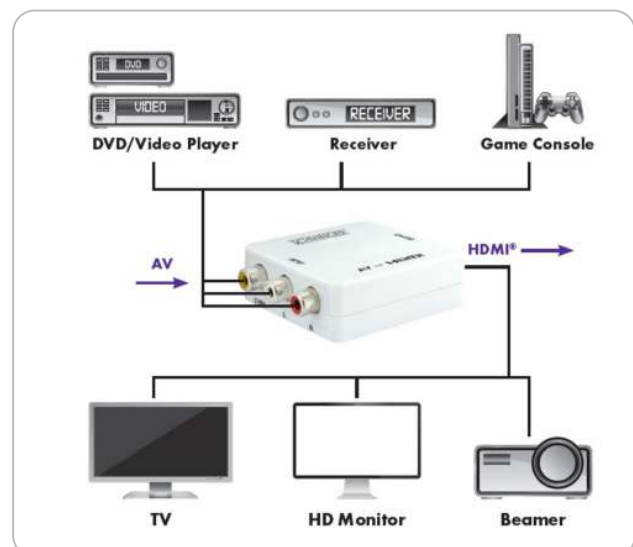 DVD
VIDEO
DVD/Video Player
RECEIVER
Receiver
Game Console
AV
HDMI®
AV HDMI
TV
HD Monitor
Beamer